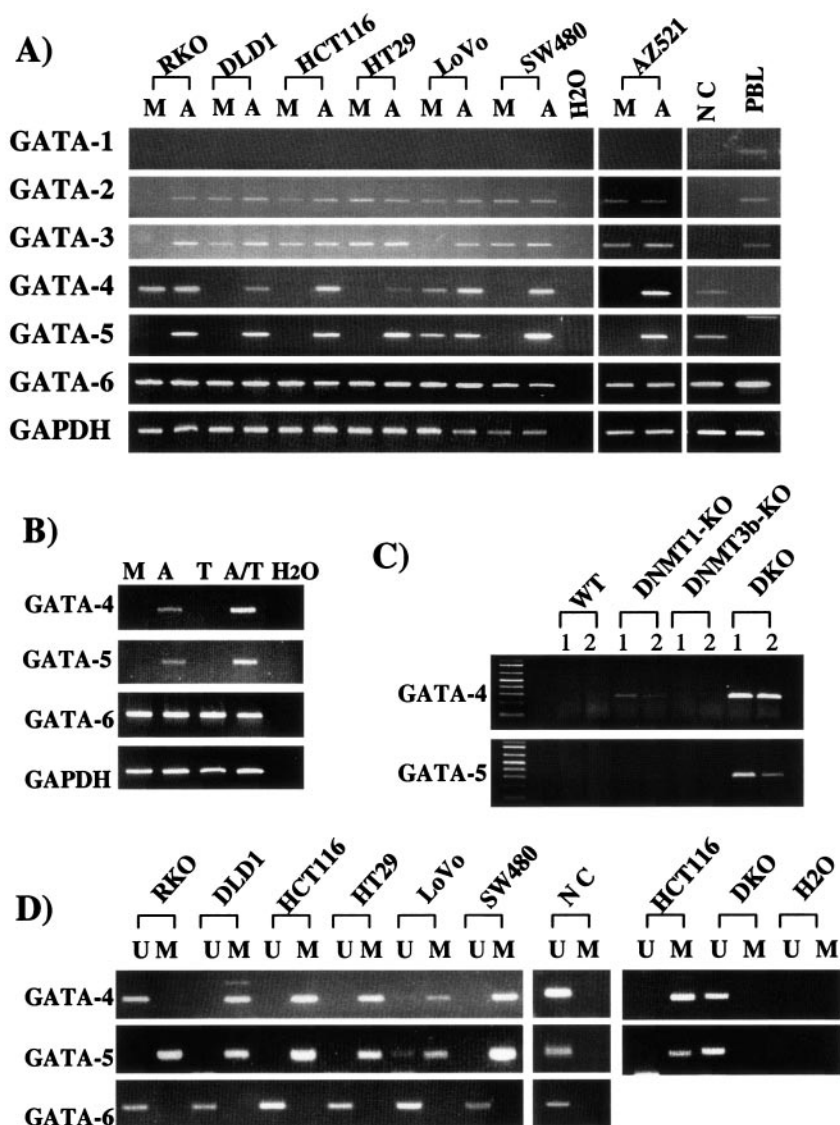 A)
RKO DLD1 HCT116 HT29 LoVo SW480 H2O AZ521 NC PBL
M A M A M A M A M A M A M A
GATA-1
GATA-2
GATA-3
GATA-4
GATA-5
GATA-6
GAPDH
B)
M A T A/T H2O
GATA-4
GATA-5
GATA-6
GAPDH
C)
WT DNMT1-KO DNMT3b-KO DKO
1 2 1 2 1 2 1 2
GATA-4
GATA-5
D)
RKO DLD1 HCT116 HT29 LoVo SW480 NC HCT116 DKO H2O
U M U M U M U M U M U M U M U M U M U M
GATA-4
GATA-5
GATA-6